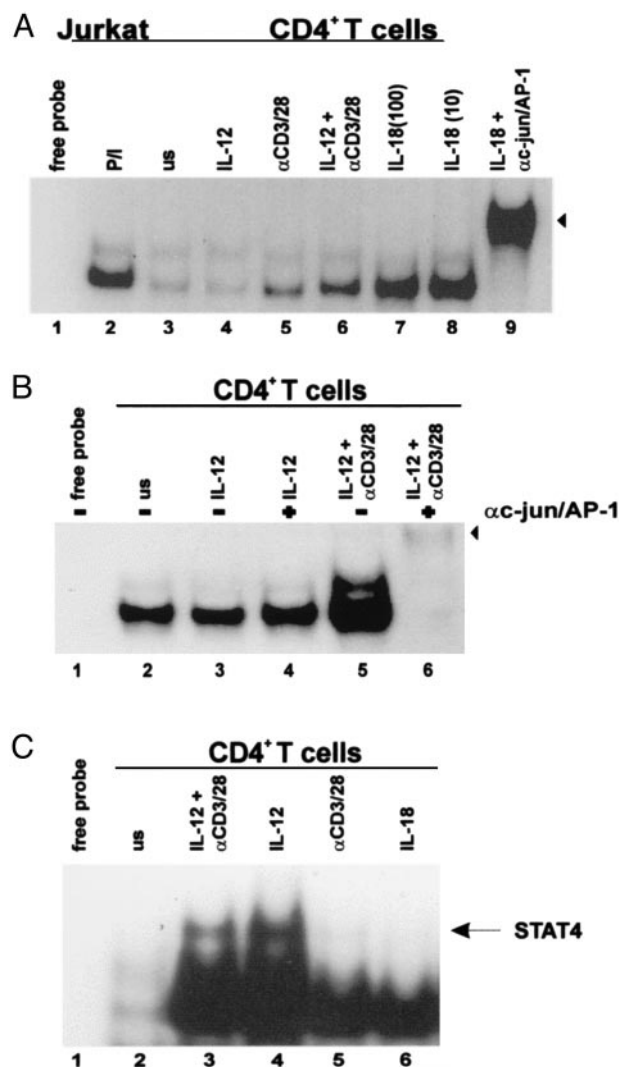 A
Jurkat CD4+ T cells
free probe
P/I
us
IL-12
αCD3/28
IL-12 +
αCD3/28
IL-18(100)
IL-18 (10)
IL-18 +
αc-jun/AP-1
1 2 3 4 5 6 7 8 9
B
CD4+ T cells
- free probe
- us
- IL-12
+ IL-12
- IL-12 +
αCD3/28
+ IL-12 +
αCD3/28
αc-jun/AP-1
1 2 3 4 5 6
C
CD4+ T cells
free probe
us
IL-12 +
αCD3/28
IL-12
αCD3/28
IL-18
STAT4
1 2 3 4 5 6